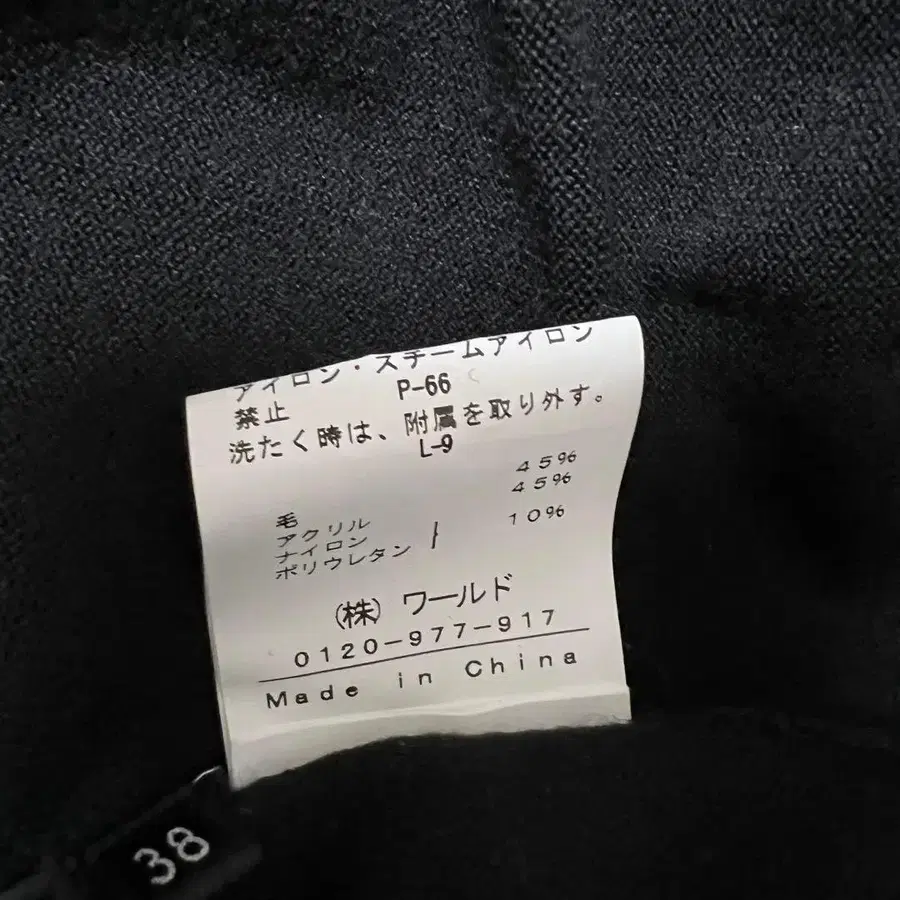 アイロン・スチームアイロン
禁止 P-66
洗たく時は、附属を取り外す。
L-9
毛 45%
アクリル 45%
ナイロン
ポリウレタン } 10%
(株) ワールド
0120-977-917
Made in China
38